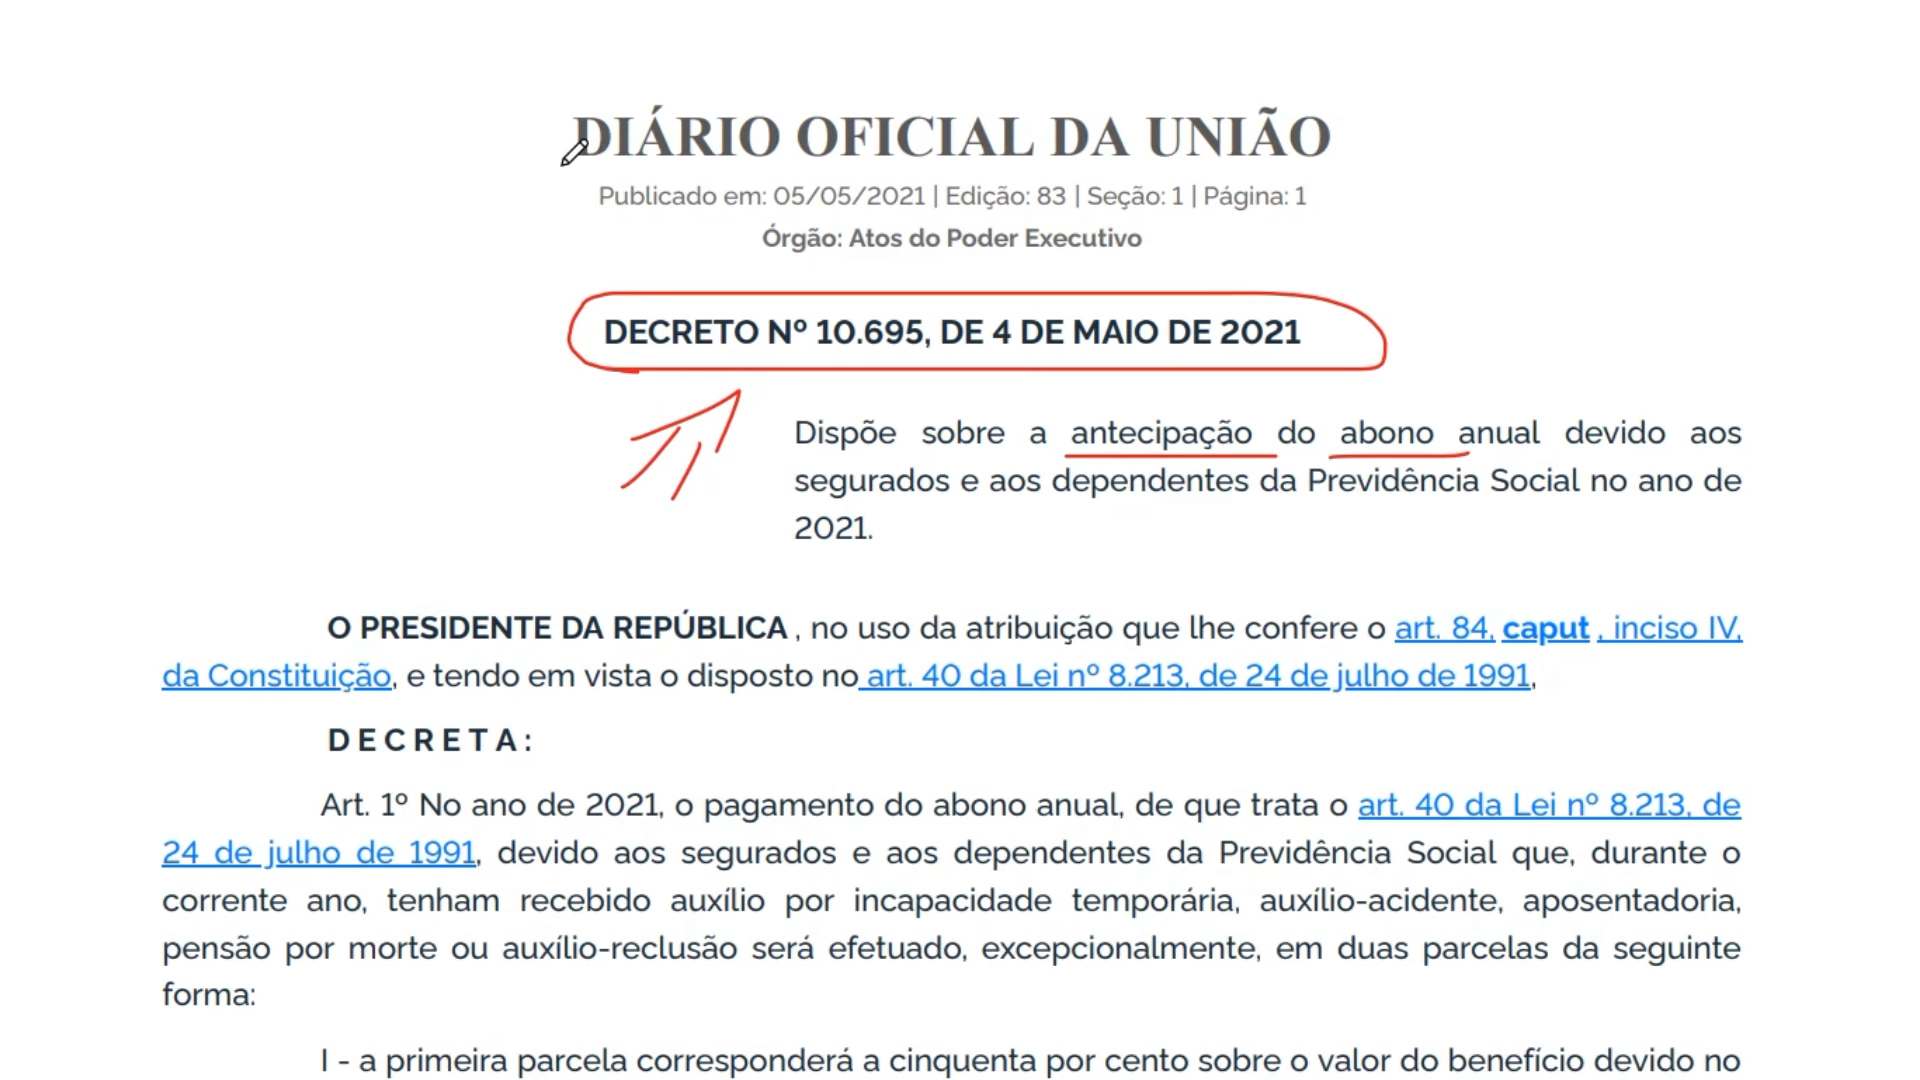 DIÁRIO OFICIAL DA UNIÃO
Publicado em: 05/05/2021 | Edição: 83 | Seção: 1 | Página: 1
Órgão: Atos do Poder Executivo
DECRETO Nº 10.695, DE 4 DE MAIO DE 2021
Dispõe sobre a antecipação do abono anual devido aos
segurados e aos dependentes da Previdência Social no ano de
2021.
O PRESIDENTE DA REPÚBLICA , no uso da atribuição que lhe confere o art. 84, caput , inciso IV,
da Constituição, e tendo em vista o disposto no art. 40 da Lei nº 8.213, de 24 de julho de 1991,
D E C R E T A :
Art. 1º No ano de 2021, o pagamento do abono anual, de que trata o art. 40 da Lei nº 8.213, de
24 de julho de 1991, devido aos segurados e aos dependentes da Previdência Social que, durante o
corrente ano, tenham recebido auxílio por incapacidade temporária, auxílio-acidente, aposentadoria,
pensão por morte ou auxílio-reclusão será efetuado, excepcionalmente, em duas parcelas da seguinte
forma:
I - a primeira parcela corresponderá a cinquenta por cento sobre o valor do benefício devido no